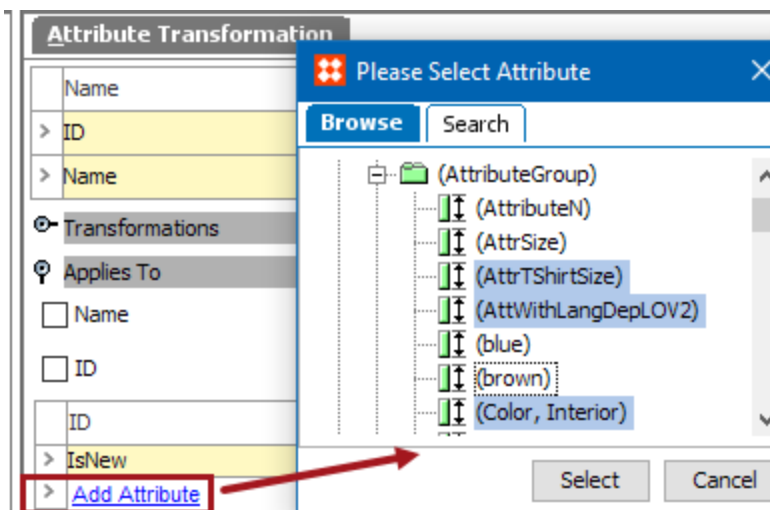 Attribute Transformation
Name
ID
Name
Transformations
Applies To
Name
ID
ID
IsNew
Add Attribute
Please Select Attribute
Browse Search
(AttributeGroup)
(AttributeN)
(AttrSize)
(AttrTShirtSize)
(AttWithLangDepLOV2)
(blue)
(brown)
(Color, Interior)
Select Cancel